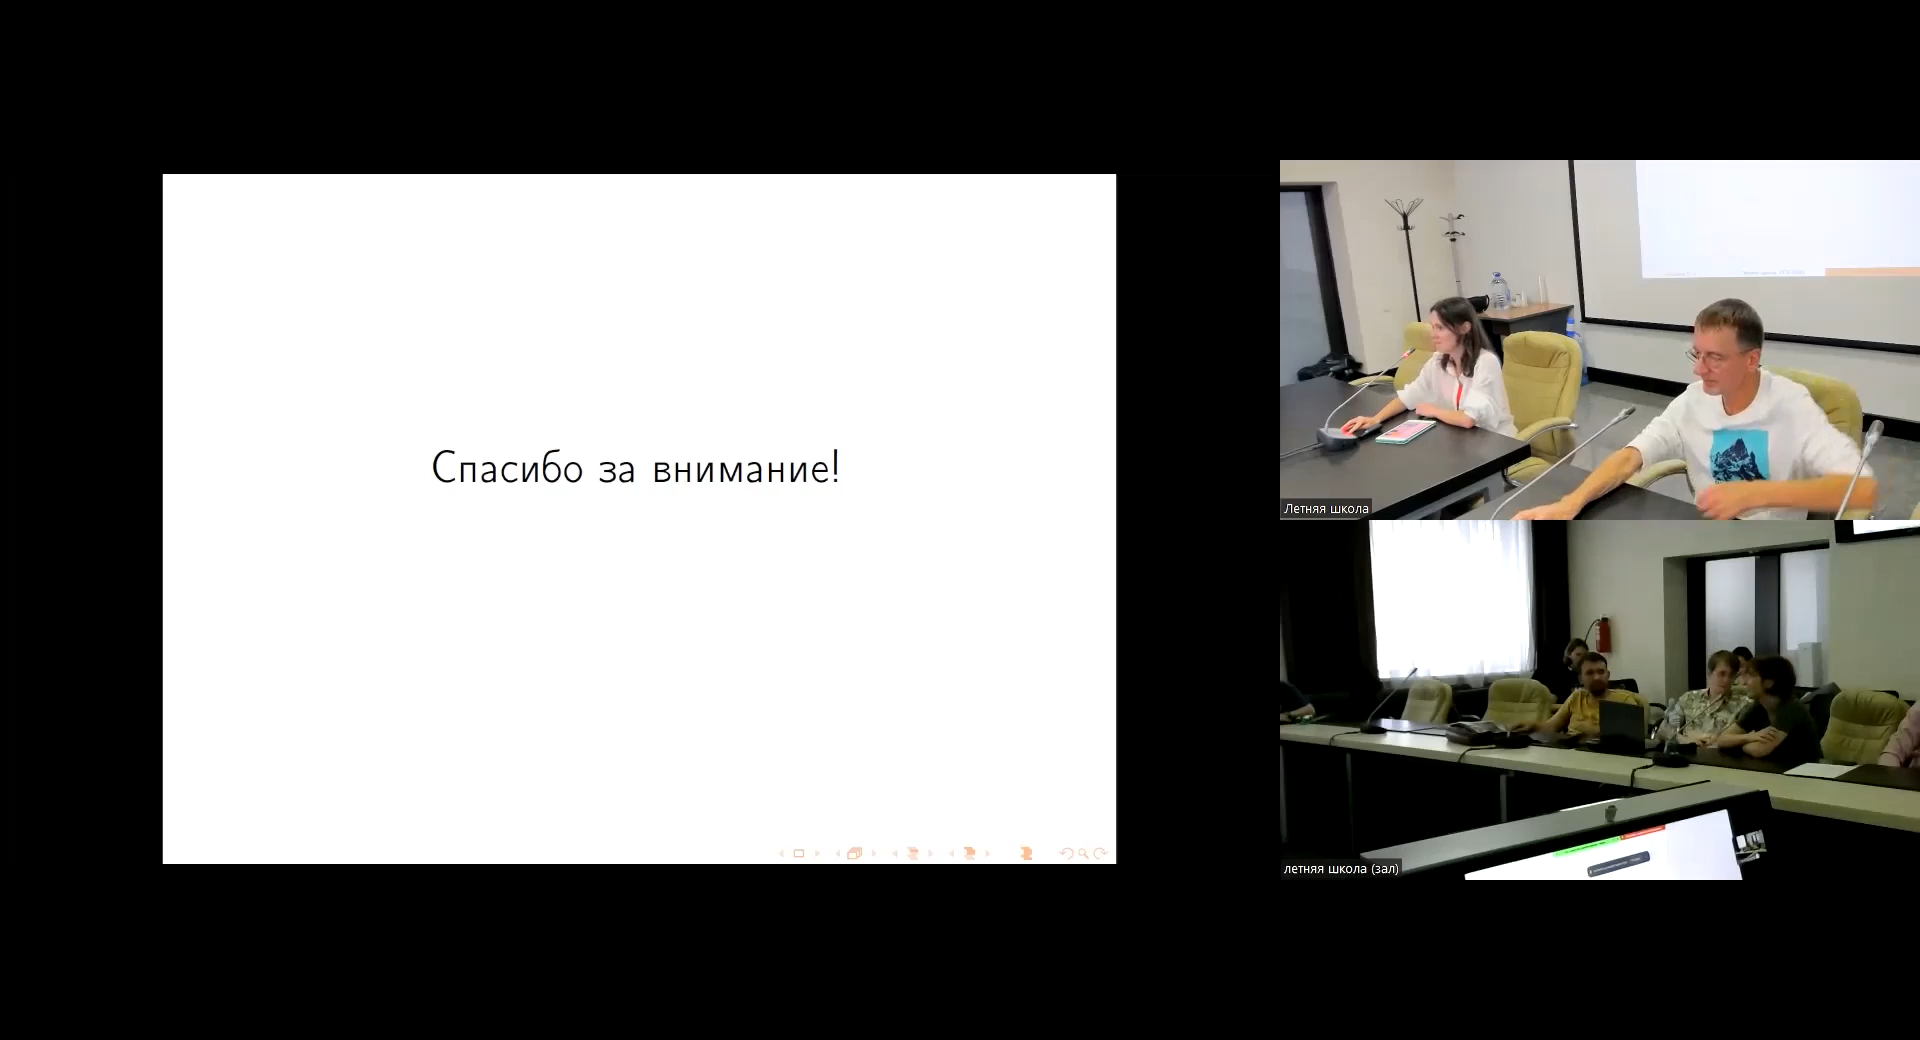 Спасибо за внимание!
Летняя школа
летняя школа (зал)